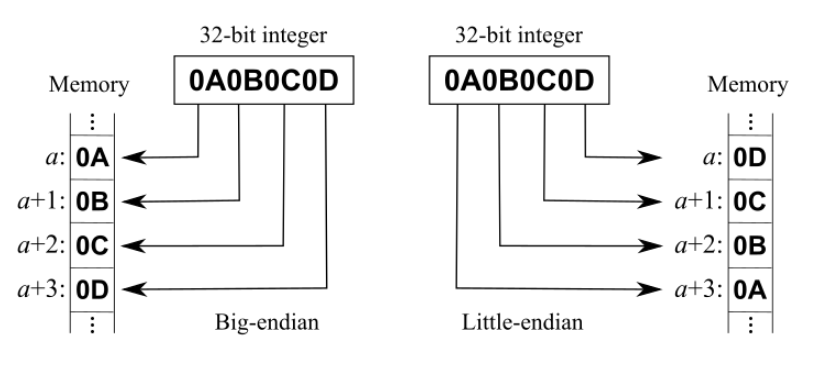 32-bit integer
0A0B0C0D
Memory
⋮
a: 0A
a+1: 0B
a+2: 0C
a+3: 0D
⋮
Big-endian
32-bit integer
0A0B0C0D
Memory
⋮
a: 0D
a+1: 0C
a+2: 0B
a+3: 0A
⋮
Little-endian